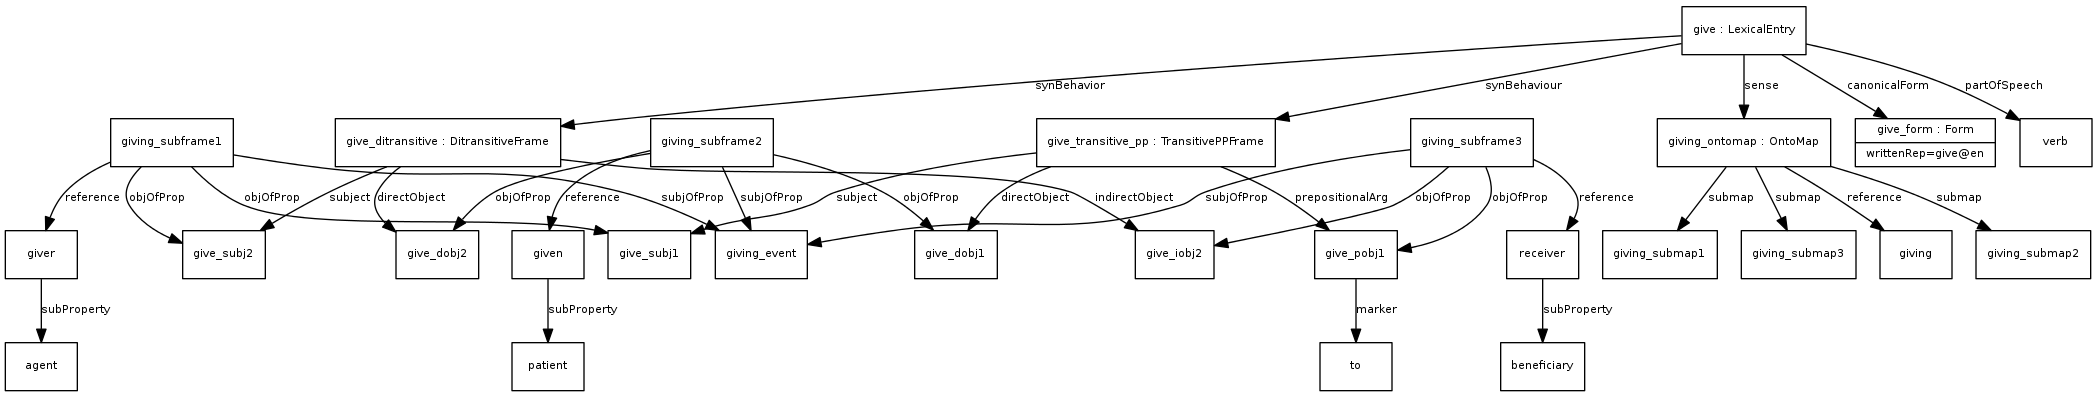 give : LexicalEntry
synBehavior
synBehaviour
sense
canonicalForm
partOfSpeech
giving_subframe1
give_ditransitive : DitransitiveFrame
giving_subframe2
give_transitive_pp : TransitivePPFrame
giving_subframe3
giving_ontomap : OntoMap
give_form : Form
writtenRep=give@en
verb
reference
objOfProp
objOfProp
subject
directObject
objOfProp
reference
subjOfProp
subjOfProp
subject
objOfProp
directObject
indirectObject
subjOfProp
prepositionalArg
objOfProp
objOfProp
reference
submap
submap
reference
submap
giver
give_subj2
give_dobj2
given
give_subj1
giving_event
give_dobj1
give_iobj2
give_pobj1
receiver
giving_submap1
giving_submap3
giving
giving_submap2
subProperty
subProperty
marker
subProperty
agent
patient
to
beneficiary